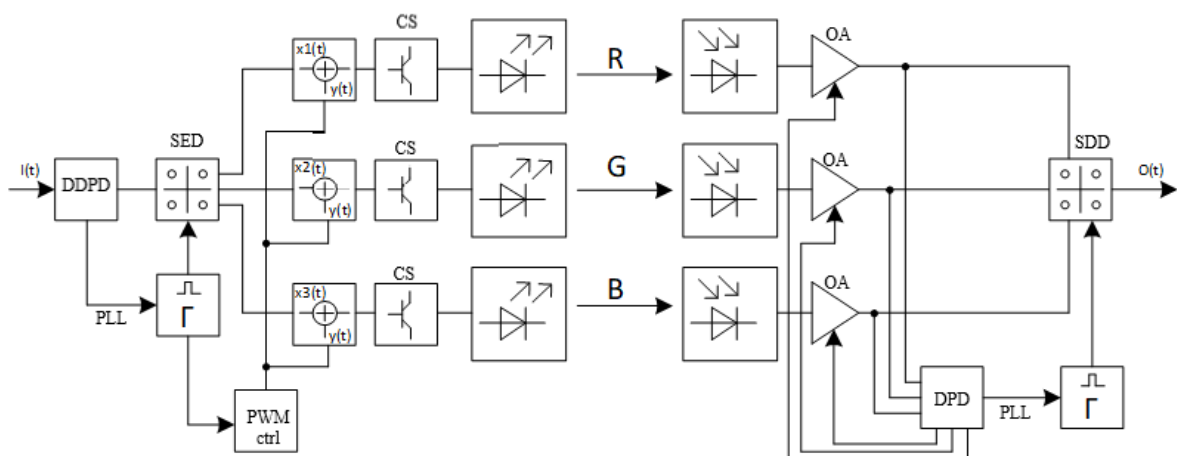 CS
OA
x1(t)
y(t)
R
SED
CS
OA
SDD
I(t)
DDPD
x2(t)
y(t)
G
O(t)
CS
OA
x3(t)
y(t)
B
PLL
Γ
PWM
ctrl
DPD
PLL
Γ